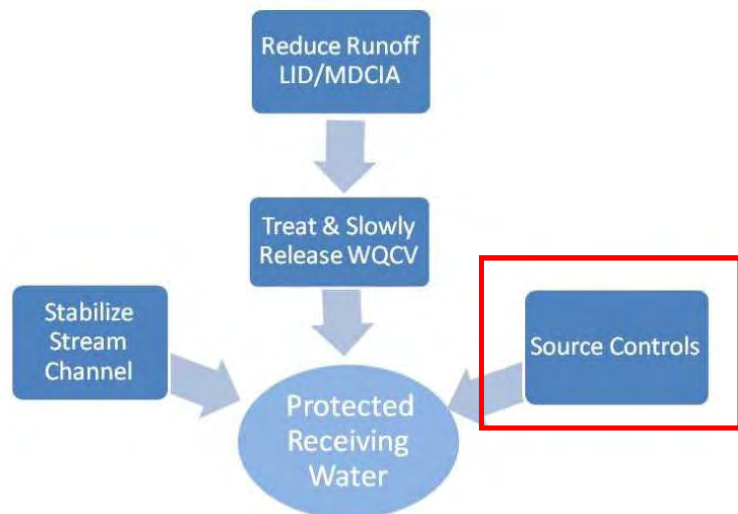 Reduce Runoff
LID/MDCIA
Treat & Slowly
Release WQCV
Stabilize
Stream
Channel
Source Controls
Protected
Receiving
Water